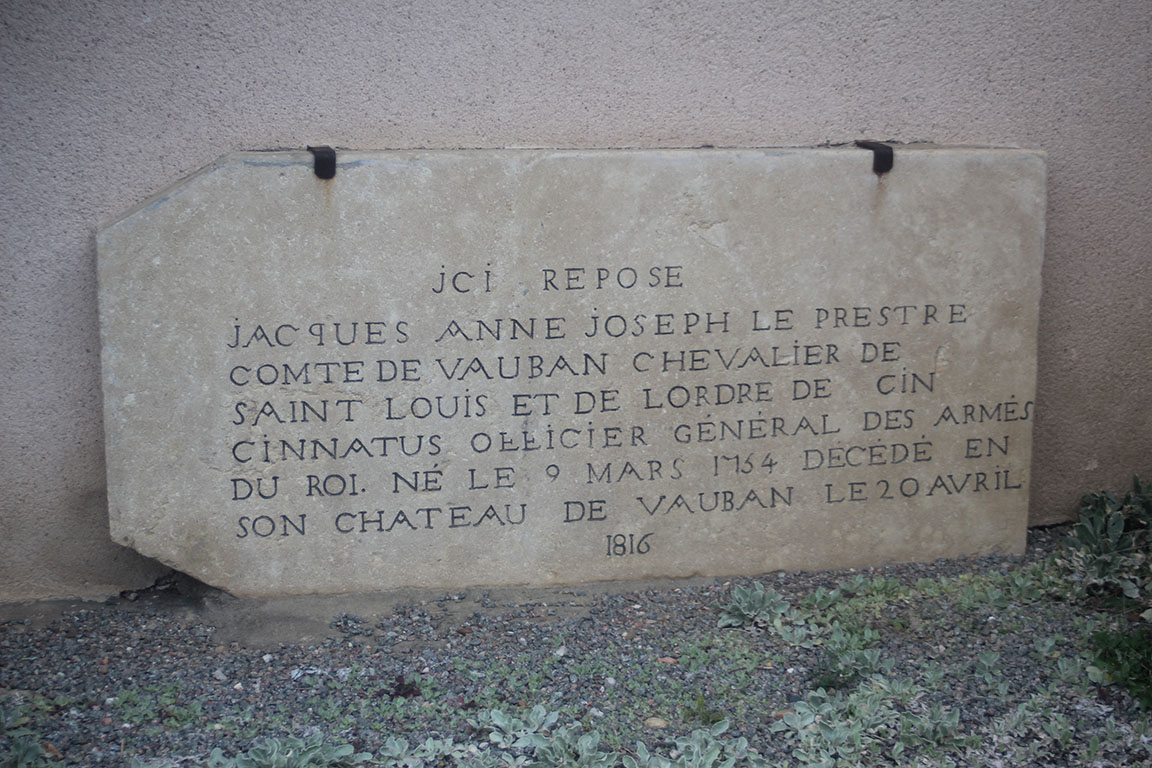 JCI REPOSE
JACQUES ANNE JOSEPH LE PRESTRE
COMTE DE VAUBAN CHEVALIER DE
SAINT LOUIS ET DE LORDRE DE CIN
CINNATUS OFFICIER GÉNÉRAL DES ARMÉS
DU ROI. NÉ LE 9 MARS 1754 DECÉDÉ EN
SON CHATEAU DE VAUBAN LE 20 AVRIL
1816